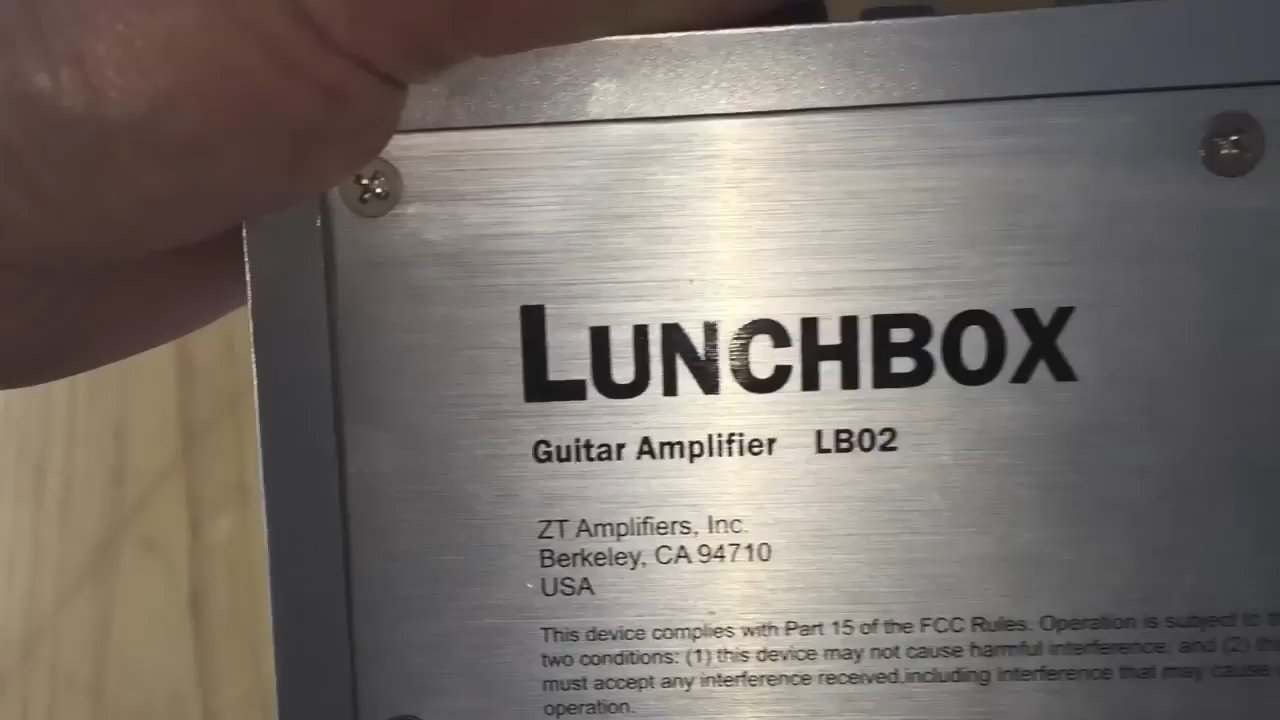 LUNCHBOX
Guitar Amplifier LB02
ZT Amplifiers, Inc.
Berkeley, CA 94710
USA
This device complies with Part 15 of the FCC Rules. Operation is subject to
two conditions: (1) this device may not cause harmful interference, and (2)
must accept any interference received,including interference that may cause
operation.